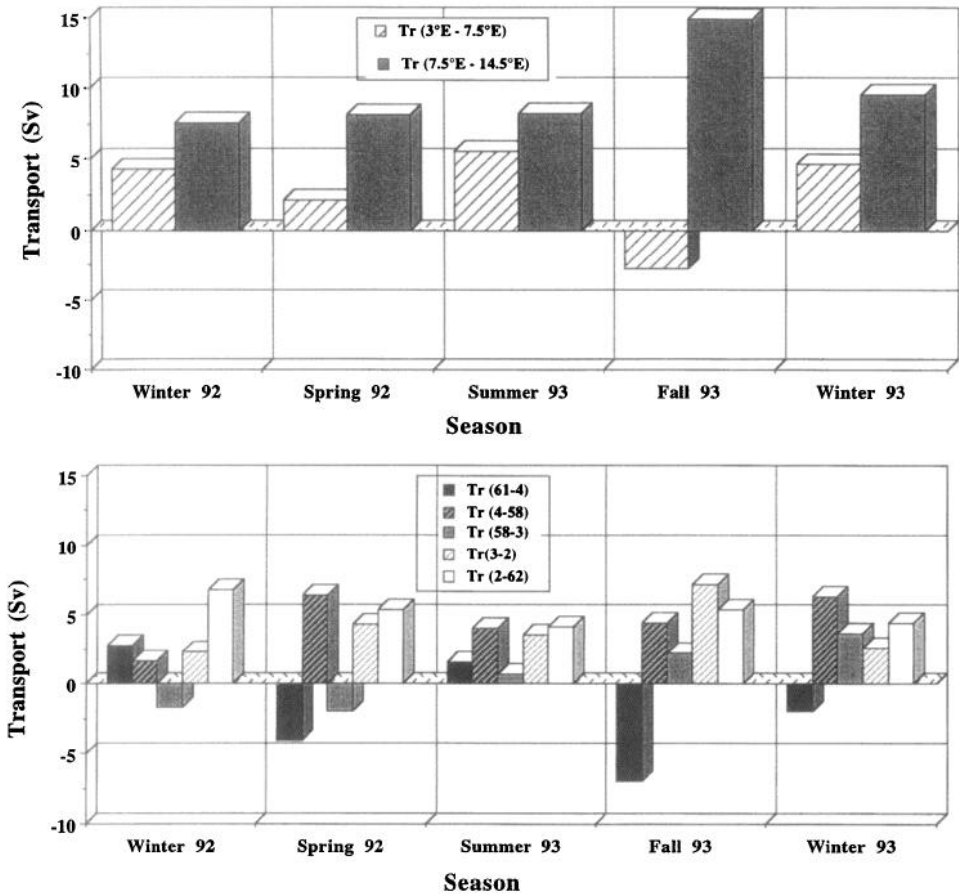 15
10
5
0
-5
-10
Transport (Sv)
Tr (3°E - 7.5°E)
Tr (7.5°E - 14.5°E)
Winter 92
Spring 92
Summer 93
Fall 93
Winter 93
Season
15
10
5
0
-5
-10
Transport (Sv)
Tr (61-4)
Tr (4-58)
Tr (58-3)
Tr(3-2)
Tr (2-62)
Winter 92
Spring 92
Summer 93
Fall 93
Winter 93
Season